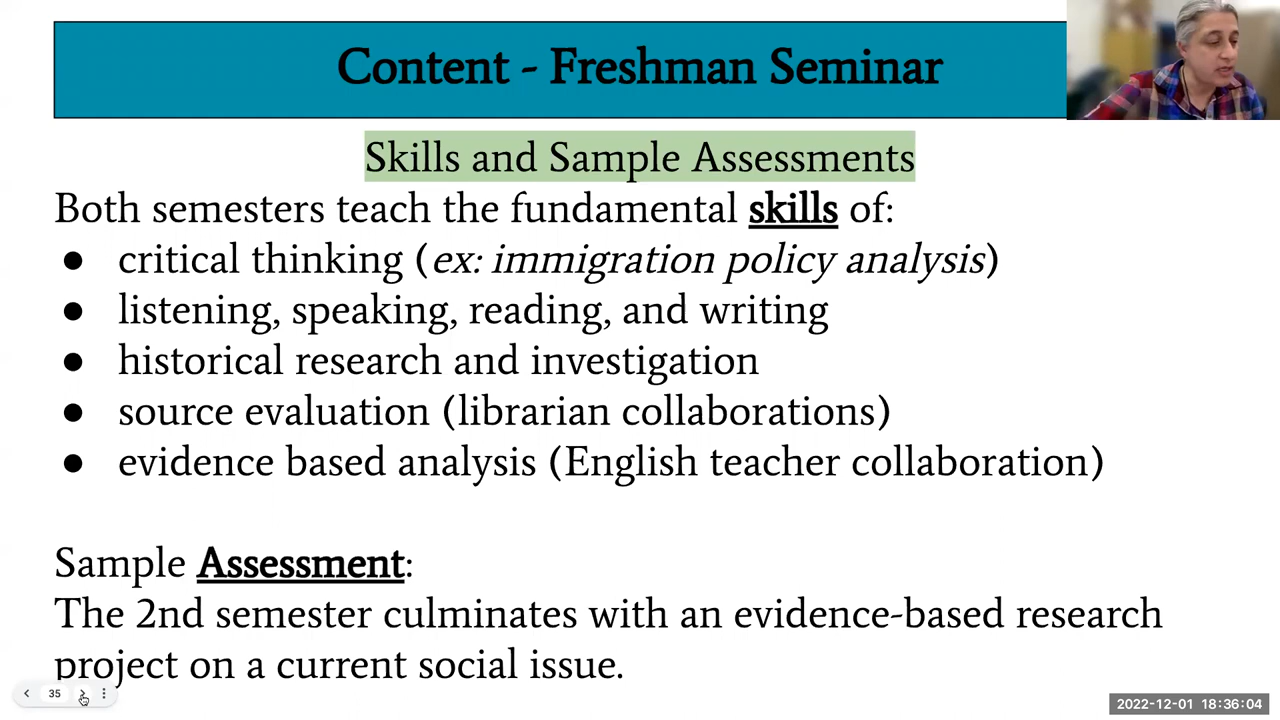 Content - Freshman Seminar
Skills and Sample Assessments
Both semesters teach the fundamental skills of:
● critical thinking (ex: immigration policy analysis)
● listening, speaking, reading, and writing
● historical research and investigation
● source evaluation (librarian collaborations)
● evidence based analysis (English teacher collaboration)
Sample Assessment:
The 2nd semester culminates with an evidence-based research
project on a current social issue.
35
2022-12-01 18:36:04